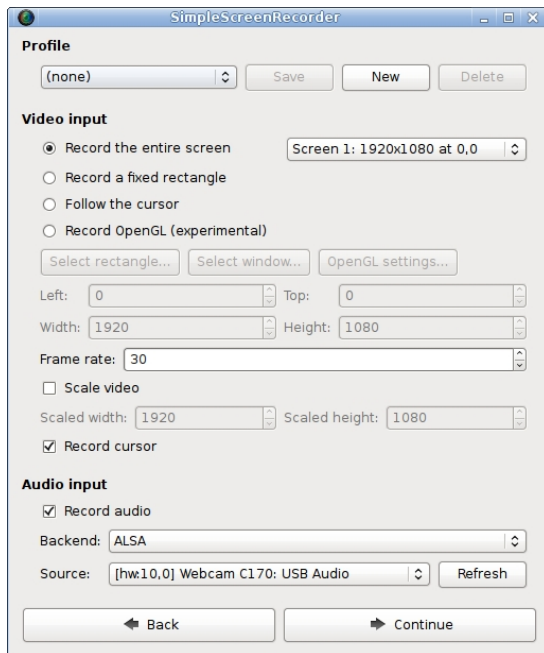 SimpleScreenRecorder
Profile
(none) Save New Delete
Video input
Record the entire screen Screen 1: 1920x1080 at 0,0
Record a fixed rectangle
Follow the cursor
Record OpenGL (experimental)
Select rectangle... Select window... OpenGL settings...
Left: 0 Top: 0
Width: 1920 Height: 1080
Frame rate: 30
Scale video
Scaled width: 1920 Scaled height: 1080
Record cursor
Audio input
Record audio
Backend: ALSA
Source: [hw:10,0] Webcam C170: USB Audio Refresh
Back Continue